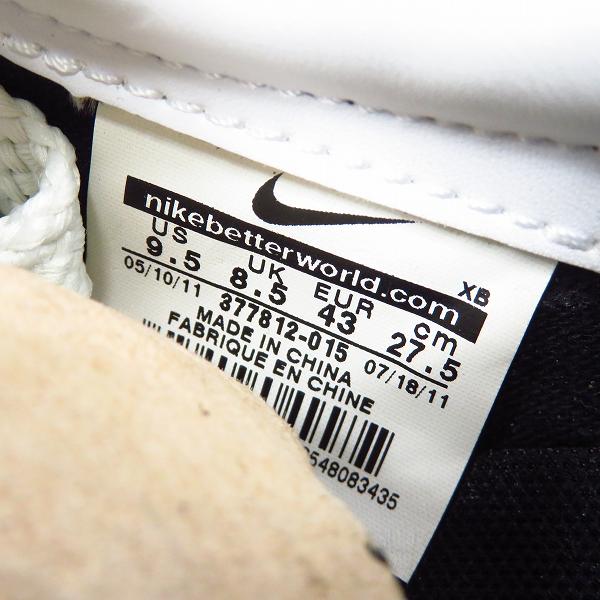 nikebetterworld.com XB
US UK EUR cm
9.5 8.5 43 27.5
05/10/11 377812-015 07/18/11
MADE IN CHINA
FABRIQUE EN CHINE
548083435